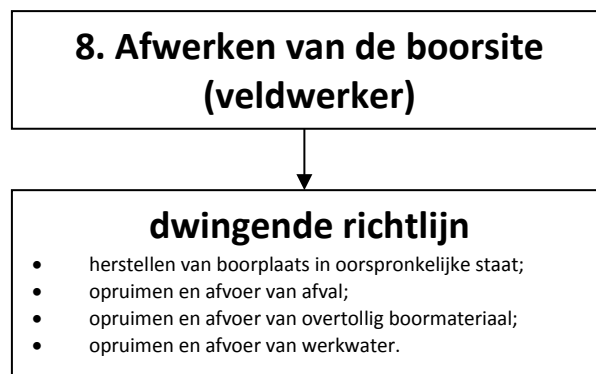 8. Afwerken van de boorsite
(veldwerker)
dwingende richtlijn
• herstellen van boorplaats in oorspronkelijke staat;
• opruimen en afvoer van afval;
• opruimen en afvoer van overtollig boormateriaal;
• opruimen en afvoer van werkwater.